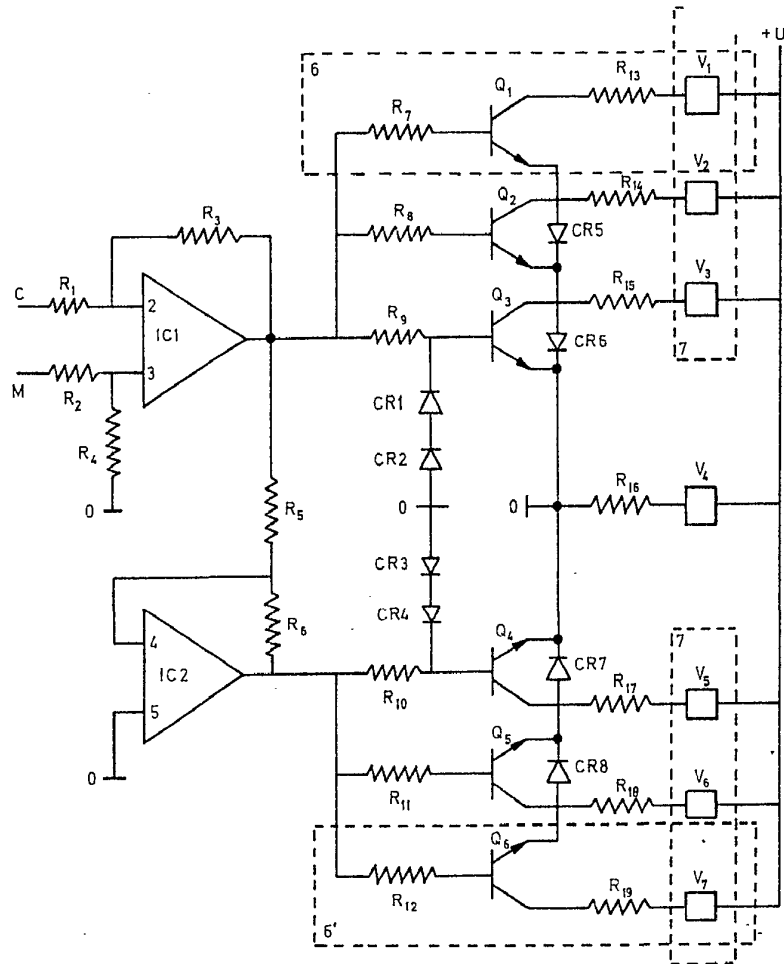 +U
6
V₁
Q₁
R₁₃
R₇
V₂
Q₂
R₁₄
R₈
CR5
R₃
V₃
Q₃
R₁₅
C
R₁
2
R₉
IC1
CR6
M
3
7
R₂
CR1
R₄
CR2
R₁₆
V₄
0
0
0
R₅
CR3
CR4
R₆
4
Q₄
7
CR7
V₅
IC2
R₁₀
R₁₇
5
Q₅
V₆
0
CR8
R₁₁
R₁₈
Q₆
V₇
R₁₂
R₁₉
6'